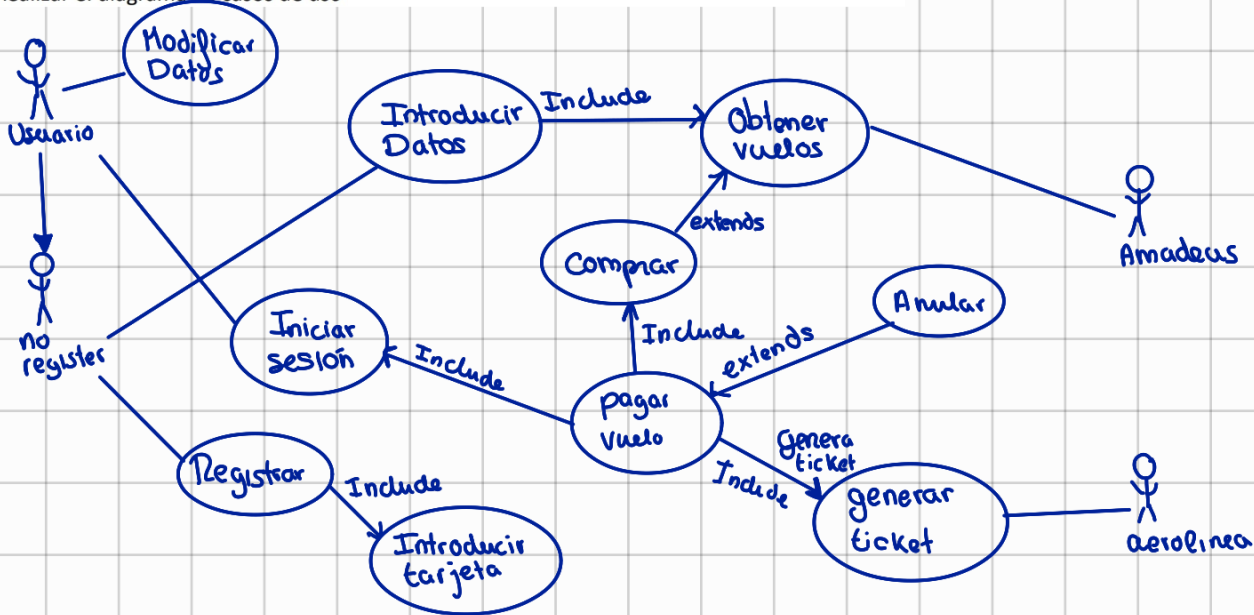 Modificar
Datos
Usuario
Introducir
Datos
Include
Obtener
vuelos
extends
Amadeus
Comprar
Anular
no
register
Iniciar
sesión
Include
Include
extends
pagar
vuelo
Genera
ticket
Include
Registrar
Include
generar
ticket
aerolinea
Introducir
tarjeta